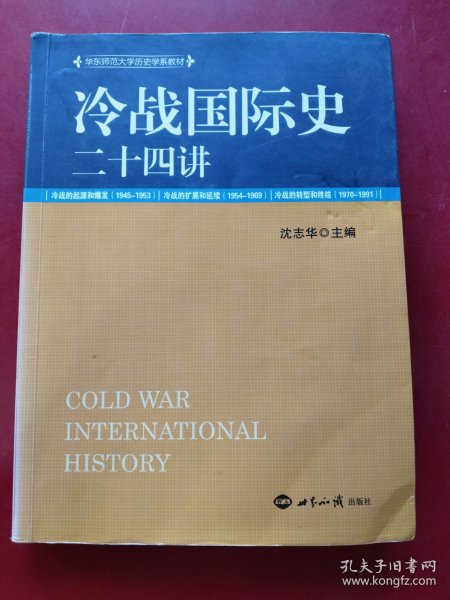 华东师范大学历史学系教材
冷战国际史
二十四讲
|冷战的起源和爆发(1945-1953)|冷战的扩展和延续(1954-1969)|冷战的转型和终结(1970-1991)|
沈志华◎主编
COLD WAR
INTERNATIONAL
HISTORY
世界知识出版社
孔夫子旧书网
www.kongfz.com